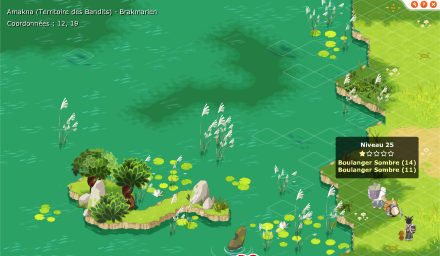 Amakna (Territoire des Bandits) - Brakmarien
Coordonnées : 12, 19
Niveau 25
Boulanger Sombre (14)
Boulanger Sombre (11)